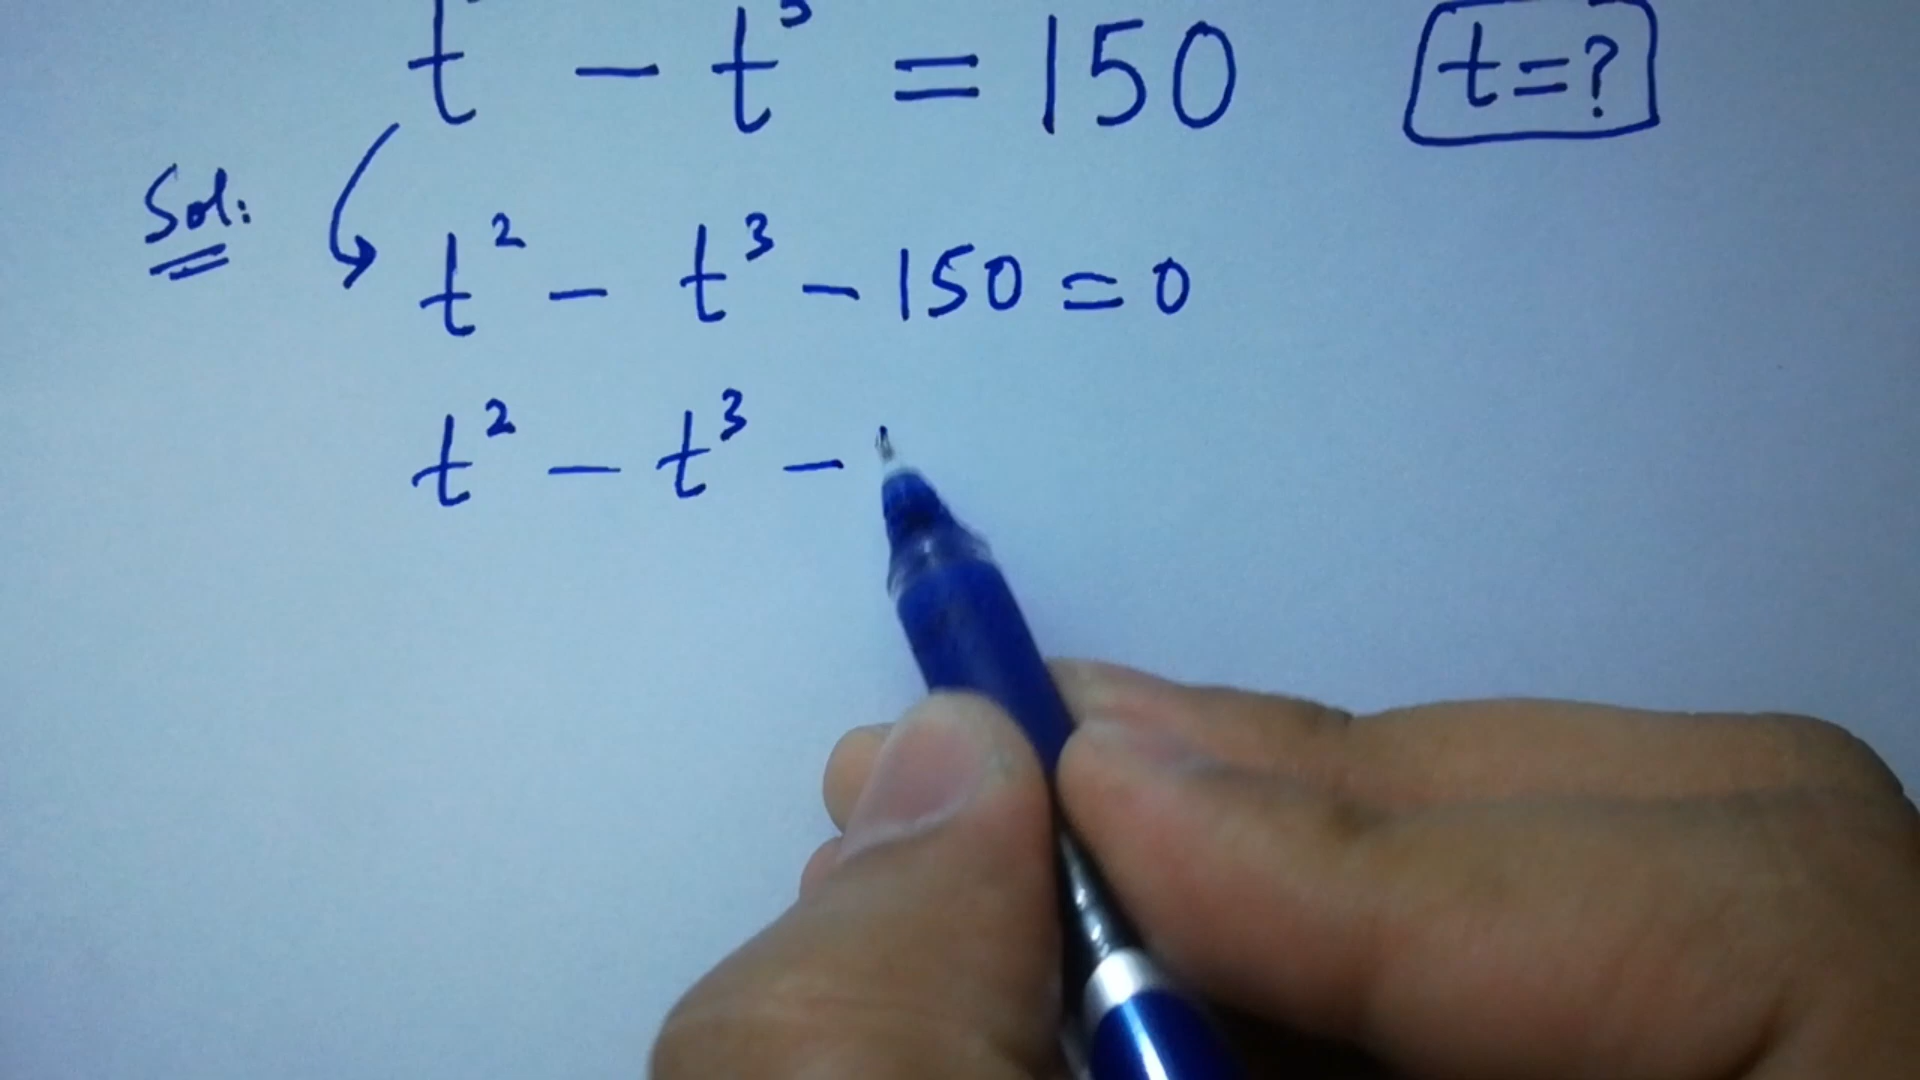 t² - t³ = 150 t=?
Sol:
t² - t³ - 150 = 0
t² - t³ -